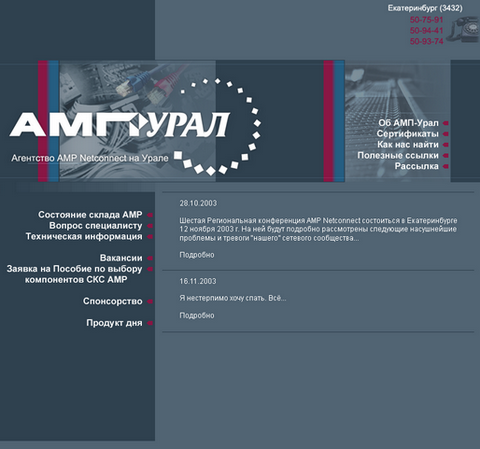 Екатеринбург (3432)
50-75-91
50-94-41
50-93-74
АМП-УРАЛ
Агентство AMP Netconnect на Урале
Об АМП-Урал
Сертификаты
Как нас найти
Полезные ссылки
Рассылка
Состояние склада AMP
Вопрос специалисту
Техническая информация
Вакансии
Заявка на Пособие по выбору
компонентов СКС AMP
Спонсорство
Продукт дня
28.10.2003
Шестая Региональная конференция AMP Netconnect состоиться в Екатеринбурге
12 ноября 2003 г. На ней будут подробно рассмотрены следующие насущнейшие
проблемы и тревоги "нашего" сетевого сообщества...
Подробно
16.11.2003
Я нестерпимо хочу спать. Всё...
Подробно